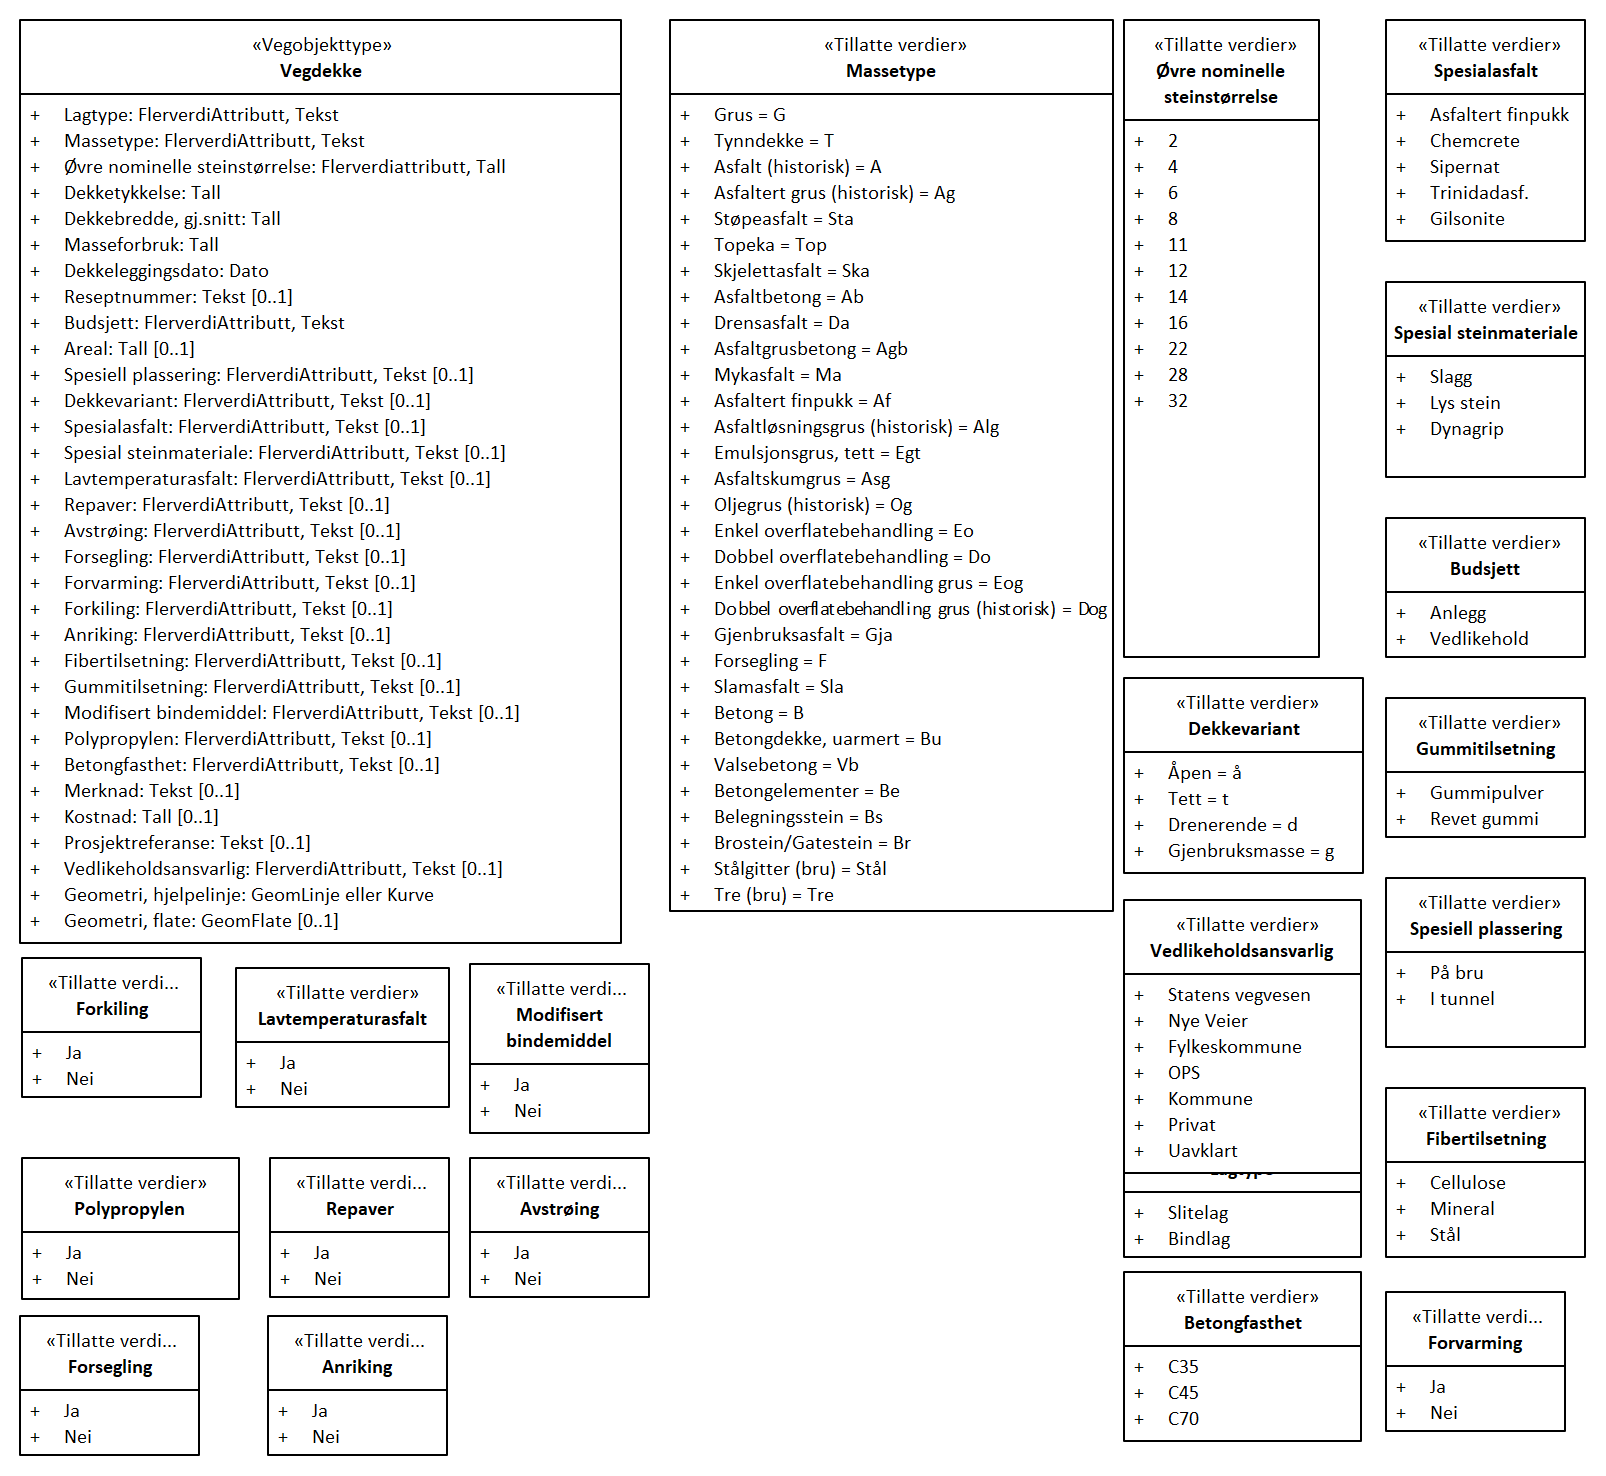 «Vegobjekttype»
Vegdekke
+ Lagtype: FlerverdiAttributt, Tekst
+ Massetype: FlerverdiAttributt, Tekst
+ Øvre nominelle steinstørrelse: Flerverdiattributt, Tall
+ Dekketykkelse: Tall
+ Dekkebredde, gj.snitt: Tall
+ Masseforbruk: Tall
+ Dekkeleggingsdato: Dato
+ Reseptnummer: Tekst [0..1]
+ Budsjett: FlerverdiAttributt, Tekst
+ Areal: Tall [0..1]
+ Spesiell plassering: FlerverdiAttributt, Tekst [0..1]
+ Dekkevariant: FlerverdiAttributt, Tekst [0..1]
+ Spesialasfalt: FlerverdiAttributt, Tekst [0..1]
+ Spesial steinmateriale: FlerverdiAttributt, Tekst [0..1]
+ Lavtemperaturasfalt: FlerverdiAttributt, Tekst [0..1]
+ Repaver: FlerverdiAttributt, Tekst [0..1]
+ Avstrøing: FlerverdiAttributt, Tekst [0..1]
+ Forsegling: FlerverdiAttributt, Tekst [0..1]
+ Forvarming: FlerverdiAttributt, Tekst [0..1]
+ Forkiling: FlerverdiAttributt, Tekst [0..1]
+ Anriking: FlerverdiAttributt, Tekst [0..1]
+ Fibertilsetning: FlerverdiAttributt, Tekst [0..1]
+ Gummitilsetning: FlerverdiAttributt, Tekst [0..1]
+ Modifisert bindemiddel: FlerverdiAttributt, Tekst [0..1]
+ Polypropylen: FlerverdiAttributt, Tekst [0..1]
+ Betongfasthet: FlerverdiAttributt, Tekst [0..1]
+ Merknad: Tekst [0..1]
+ Kostnad: Tall [0..1]
+ Prosjektreferanse: Tekst [0..1]
+ Vedlikeholdsansvarlig: FlerverdiAttributt, Tekst [0..1]
+ Geometri, hjelpelinje: GeomLinje eller Kurve
+ Geometri, flate: GeomFlate [0..1]
«Tillatte verdier»
Massetype
+ Grus = G
+ Tynndekke = T
+ Asfalt (historisk) = A
+ Asfaltert grus (historisk) = Ag
+ Støpeasfalt = Sta
+ Topeka = Top
+ Skjelettasfalt = Ska
+ Asfaltbetong = Ab
+ Drensasfalt = Da
+ Asfaltgrusbetong = Agb
+ Mykasfalt = Ma
+ Asfaltert finpukk = Af
+ Asfaltløsningsgrus (historisk) = Alg
+ Emulsjonsgrus, tett = Egt
+ Asfaltskumgrus = Asg
+ Oljegrus (historisk) = Og
+ Enkel overflatebehandling = Eo
+ Dobbel overflatebehandling = Do
+ Enkel overflatebehandling grus = Eog
+ Dobbel overflatebehandling grus (historisk) = Dog
+ Gjenbruksasfalt = Gja
+ Forsegling = F
+ Slamasfalt = Sla
+ Betong = B
+ Betongdekke, uarmert = Bu
+ Valsebetong = Vb
+ Betongelementer = Be
+ Belegningsstein = Bs
+ Brostein/Gatestein = Br
+ Stålgitter (bru) = Stål
+ Tre (bru) = Tre
«Tillatte verdier»
Øvre nominelle
steinstørrelse
+ 2
+ 4
+ 6
+ 8
+ 11
+ 12
+ 14
+ 16
+ 22
+ 28
+ 32
«Tillatte verdier»
Spesialasfalt
+ Asfaltert finpukk
+ Chemcrete
+ Sipernat
+ Trinidadasf.
+ Gilsonite
«Tillatte verdier»
Spesial steinmateriale
+ Slagg
+ Lys stein
+ Dynagrip
«Tillatte verdier»
Budsjett
+ Anlegg
+ Vedlikehold
«Tillatte verdier»
Dekkevariant
+ Åpen = å
+ Tett = t
+ Drenerende = d
+ Gjenbruksmasse = g
«Tillatte verdier»
Gummitilsetning
+ Gummipulver
+ Revet gummi
«Tillatte verdier»
Vedlikeholdsansvarlig
+ Statens vegvesen
+ Nye Veier
+ Fylkeskommune
+ OPS
+ Kommune
+ Privat
+ Uavklart
«Tillatte verdier»
Spesiell plassering
+ På bru
+ I tunnel
«Tillatte verdi...
Forkiling
+ Ja
+ Nei
«Tillatte verdier»
Lavtemperaturasfalt
+ Ja
+ Nei
«Tillatte verdi...
Modifisert
bindemiddel
+ Ja
+ Nei
+ Slitelag
+ Bindlag
«Tillatte verdier»
Fibertilsetning
+ Cellulose
+ Mineral
+ Stål
«Tillatte verdier»
Polypropylen
+ Ja
+ Nei
«Tillatte verdi...
Repaver
+ Ja
+ Nei
«Tillatte verdi...
Avstrøing
+ Ja
+ Nei
«Tillatte verdier»
Betongfasthet
+ C35
+ C45
+ C70
«Tillatte verdi...
Forvarming
+ Ja
+ Nei
«Tillatte verdi...
Forsegling
+ Ja
+ Nei
«Tillatte verdi...
Anriking
+ Ja
+ Nei